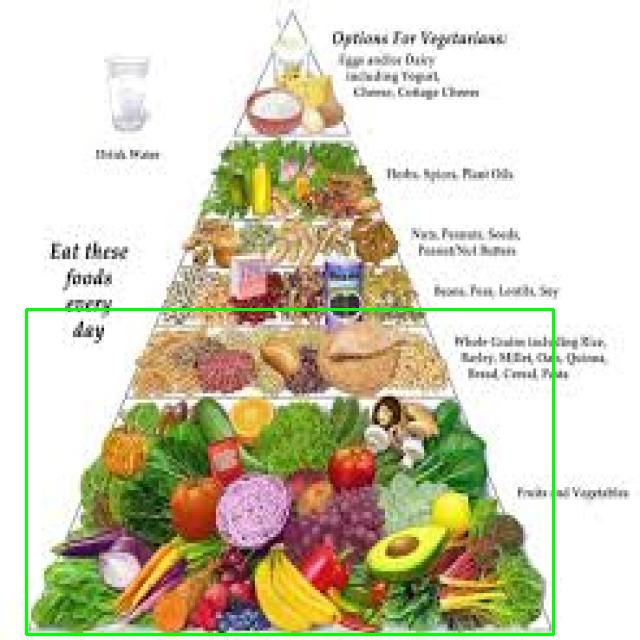 Options For Vegetarians:
Eggs and/or Dairy
including Yogurt,
Cheese, Cottage Cheese
Drink Water
Herbs, Spices, Plant Oils
Nuts, Peanuts, Seeds,
Peanut/Nut Butters
Eat these
foods
every
day
Beans, Peas, Lentils, Soy
Whole Grains including Rice,
Barley, Millet, Oats, Quinoa,
Bread, Cereal, Pasta
Fruits and Vegetables